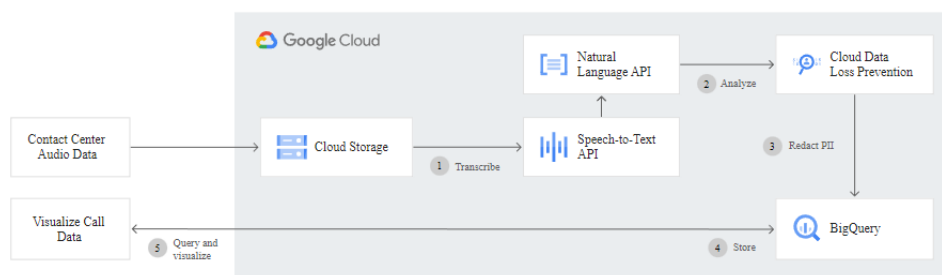 Google Cloud
Natural
Language API
2 Analyze
Cloud Data
Loss Prevention
Contact Center
Audio Data
Cloud Storage
1 Transcribe
Speech-to-Text
API
3 Redact PII
Visualize Call
Data
5 Query and
visualize
4 Store
BigQuery